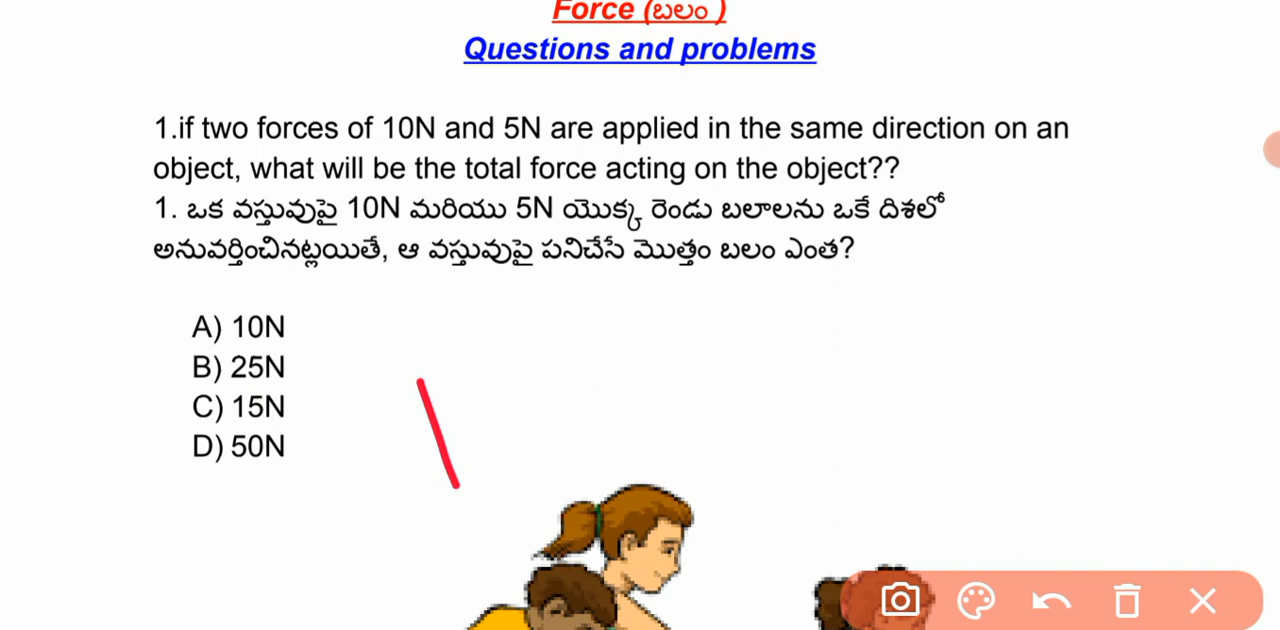 Force (బలం )
Questions and problems
1.if two forces of 10N and 5N are applied in the same direction on an
object, what will be the total force acting on the object??
1. ఒక వస్తువుపై 10N మరియు 5N యొక్క రెండు బలాలను ఒకే దిశలో
అనువర్తించినట్లయితే, ఆ వస్తువుపై పనిచేసే మొత్తం బలం ఎంత?
A) 10N
B) 25N
C) 15N
D) 50N